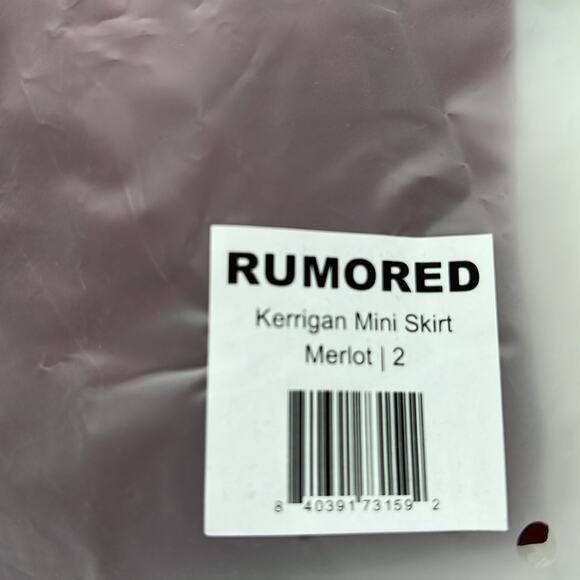 RUMORED
Kerrigan Mini Skirt
Merlot | 2
8 40391 73159 2